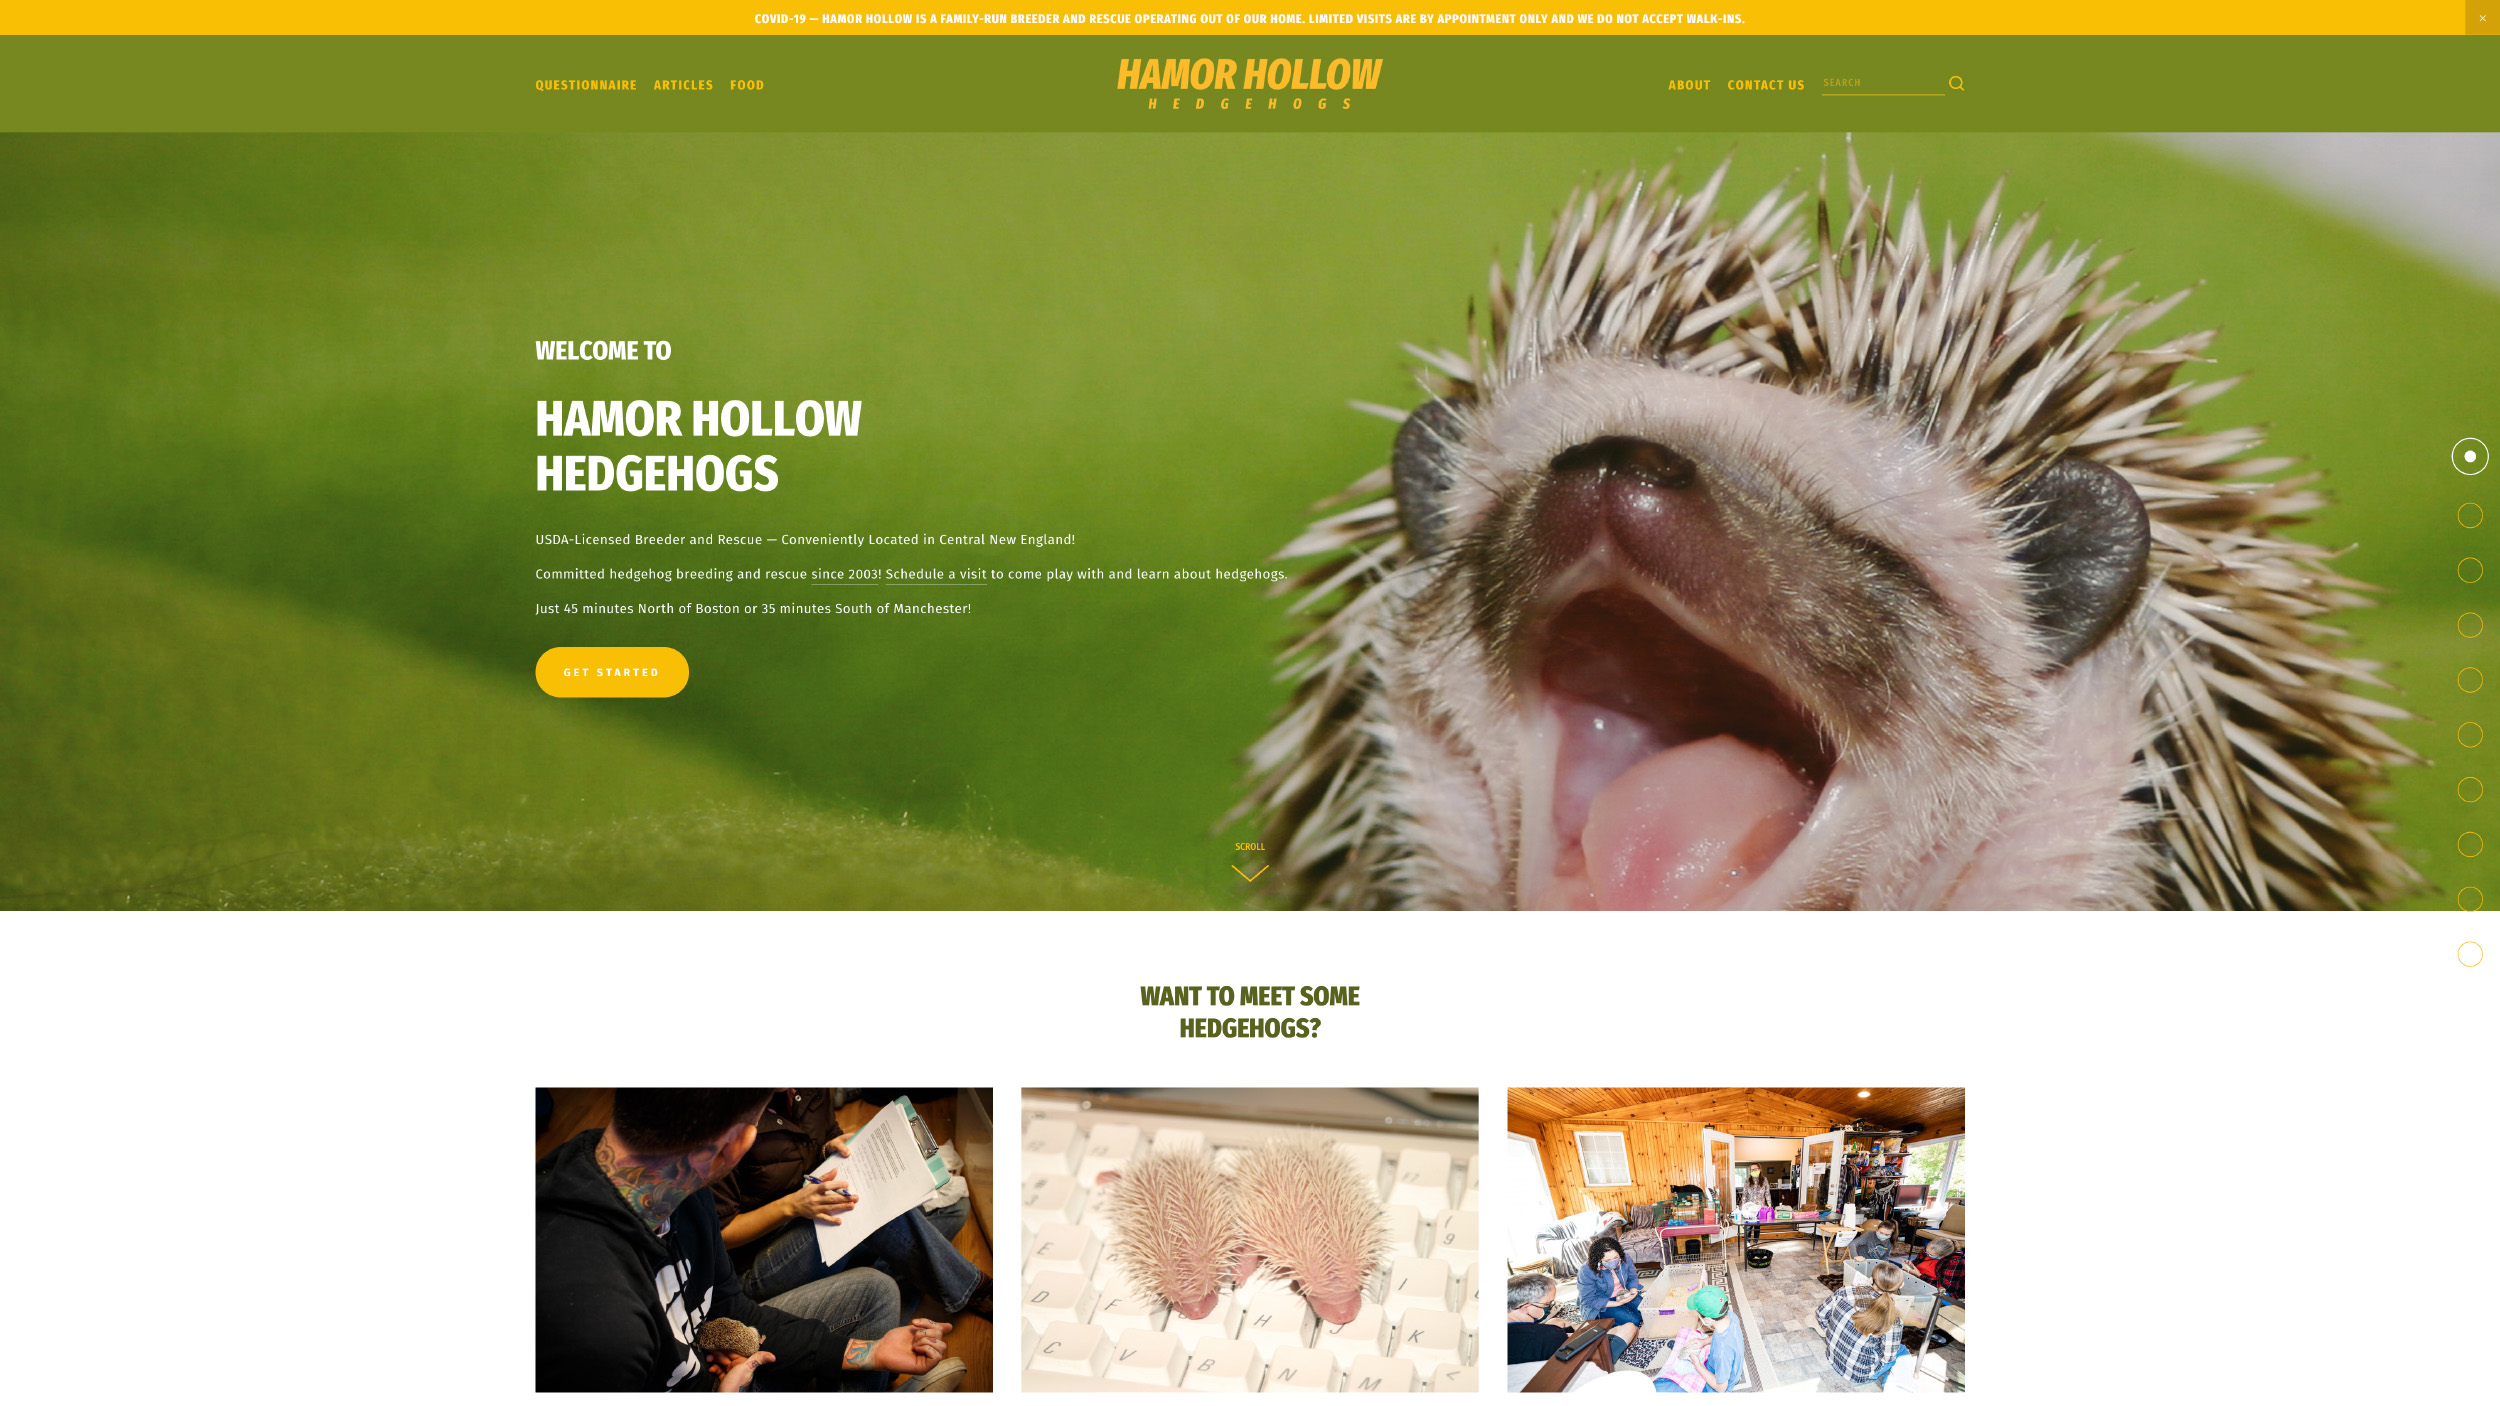 COVID-19 — HAMOR HOLLOW IS A FAMILY-RUN BREEDER AND RESCUE OPERATING OUT OF OUR HOME. LIMITED VISITS ARE BY APPOINTMENT ONLY AND WE DO NOT ACCEPT WALK-INS.
QUESTIONNAIRE ARTICLES FOOD
HAMOR HOLLOW
HEDGEHOGS
ABOUT CONTACT US SEARCH
WELCOME TO
HAMOR HOLLOW
HEDGEHOGS
USDA-Licensed Breeder and Rescue — Conveniently Located in Central New England!
Committed hedgehog breeding and rescue since 2003! Schedule a visit to come play with and learn about hedgehogs.
Just 45 minutes North of Boston or 35 minutes South of Manchester!
GET STARTED
SCROLL
WANT TO MEET SOME
HEDGEHOGS?
E
D F H J K
I
C V B N M <